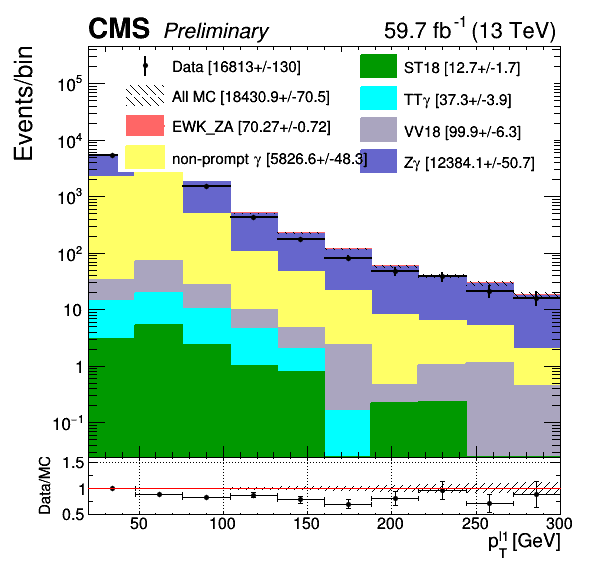 CMS Preliminary 59.7 fb⁻¹ (13 TeV)
Events/bin
Data [16813+/-130]
All MC [18430.9+/-70.5]
EWK_ZA [70.27+/-0.72]
non-prompt γ [5826.6+/-48.3]
ST18 [12.7+/-1.7]
TTγ [37.3+/-3.9]
VV18 [99.9+/-6.3]
Zγ [12384.1+/-50.7]
10⁵
10⁴
10³
10²
10
1
10⁻¹
Data/MC
1.5
1
0.5
50 100 150 200 250 300
p_T^l1 [GeV]